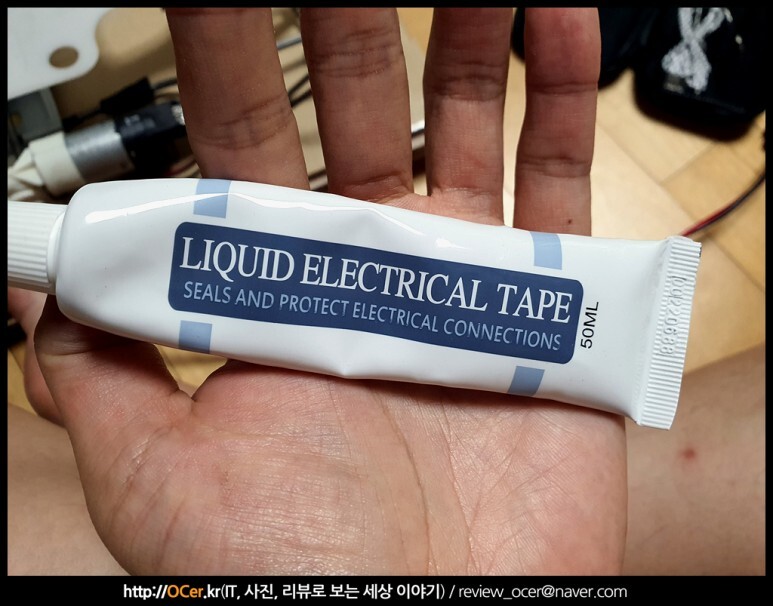 LIQUID ELECTRICAL TAPE
SEALS AND PROTECT ELECTRICAL CONNECTIONS
50ML
http://OCer.kr(IT, 사진, 리뷰로 보는 세상 이야기) / review_ocer@naver.com